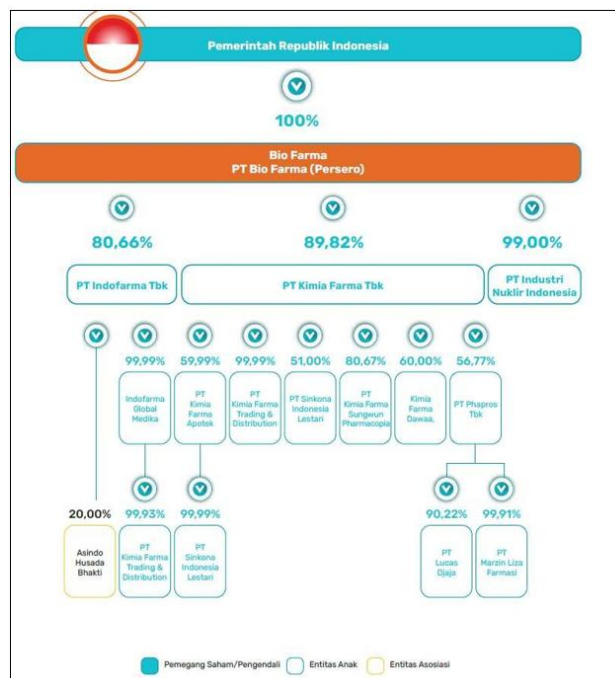 Pemerintah Republik Indonesia
100%
Bio Farma
PT Bio Farma (Persero)
80,66%
89,82%
99,00%
PT Indofarma Tbk
PT Kimia Farma Tbk
PT Industri
Nuklir Indonesia
99,99%
59,99%
99,99%
51,00%
80,67%
60,00%
56,77%
Indofarma
Global
Medika
PT
Kimia
Farma
Apotek
PT
Kimia Farma
Trading &
Distribution
PT Sinkona
Indonesia
Lestari
PT
Kimia Farma
Sungwun
Pharmacopia
Kimia
Farma
Dawaa,
PT Phapros
Tbk
20,00%
99,93%
99,99%
90,22%
99,91%
Asindo
Husada
Bhakti
PT
Kimia Farma
Trading &
Distribution
PT
Sinkona
Indonesia
Lestari
PT
Lucas
Djaja
PT
Marzin Liza
Farmasi
Pemegang Saham/Pengendali
Entitas Anak
Entitas Asosiasi